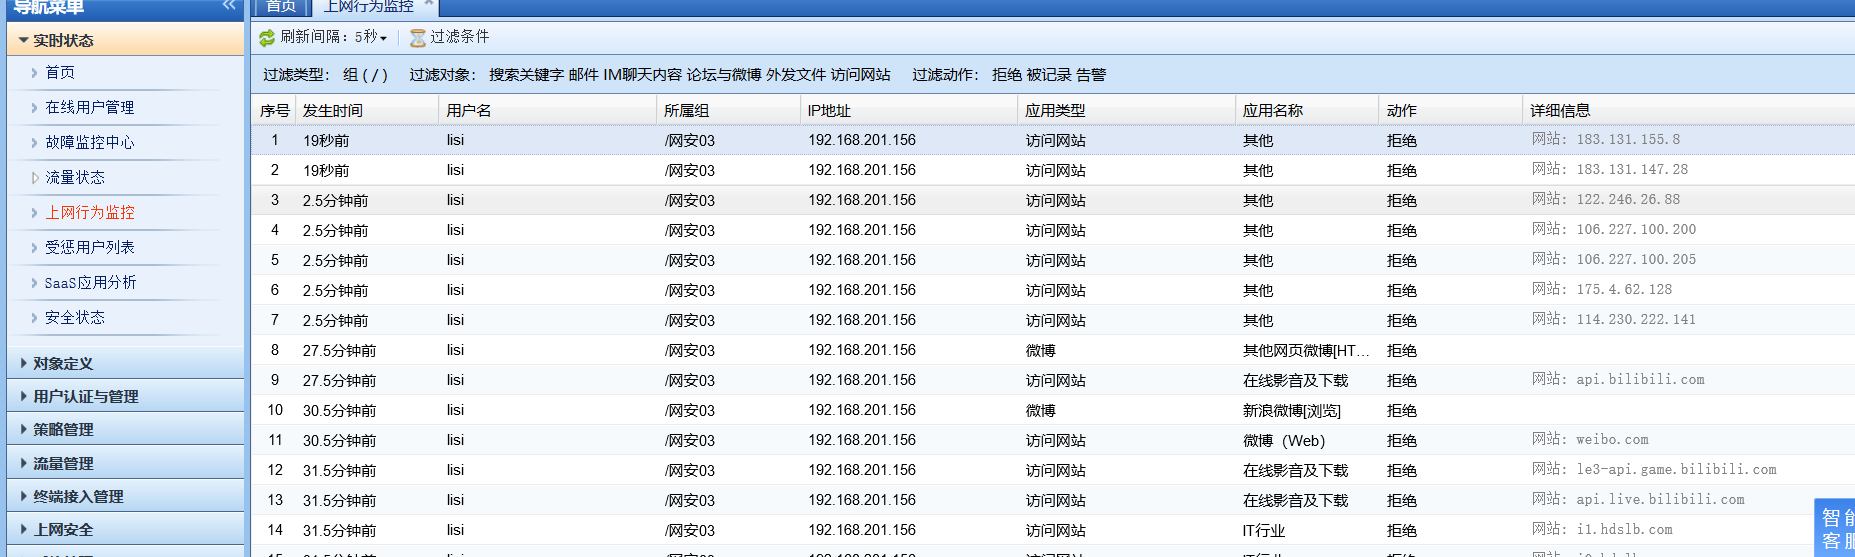 导航菜单
首页 上网行为监控
实时状态
首页
在线用户管理
故障监控中心
流量状态
上网行为监控
受惩用户列表
SaaS应用分析
安全状态
对象定义
用户认证与管理
策略管理
流量管理
终端接入管理
上网安全
刷新间隔: 5秒 过滤条件
过滤类型: 组 ( / ) 过滤对象: 搜索关键字 邮件 IM聊天内容 论坛与微博 外发文件 访问网站 过滤动作: 拒绝 被记录 告警
序号 发生时间 用户名 所属组 IP地址 应用类型 应用名称 动作 详细信息
1 19秒前 lisi /网安03 192.168.201.156 访问网站 其他 拒绝 网站: 183.131.155.8
2 19秒前 lisi /网安03 192.168.201.156 访问网站 其他 拒绝 网站: 183.131.147.28
3 2.5分钟前 lisi /网安03 192.168.201.156 访问网站 其他 拒绝 网站: 122.246.26.88
4 2.5分钟前 lisi /网安03 192.168.201.156 访问网站 其他 拒绝 网站: 106.227.100.200
5 2.5分钟前 lisi /网安03 192.168.201.156 访问网站 其他 拒绝 网站: 106.227.100.205
6 2.5分钟前 lisi /网安03 192.168.201.156 访问网站 其他 拒绝 网站: 175.4.62.128
7 2.5分钟前 lisi /网安03 192.168.201.156 访问网站 其他 拒绝 网站: 114.230.222.141
8 27.5分钟前 lisi /网安03 192.168.201.156 微博 其他网页微博[HT... 拒绝
9 27.5分钟前 lisi /网安03 192.168.201.156 访问网站 在线影音及下载 拒绝 网站: api.bilibili.com
10 30.5分钟前 lisi /网安03 192.168.201.156 微博 新浪微博[浏览] 拒绝
11 30.5分钟前 lisi /网安03 192.168.201.156 访问网站 微博（Web） 拒绝 网站: weibo.com
12 31.5分钟前 lisi /网安03 192.168.201.156 访问网站 在线影音及下载 拒绝 网站: le3-api.game.bilibili.com
13 31.5分钟前 lisi /网安03 192.168.201.156 访问网站 在线影音及下载 拒绝 网站: api.live.bilibili.com
14 31.5分钟前 lisi /网安03 192.168.201.156 访问网站 IT行业 拒绝 网站: i1.hdslb.com
智能
客服